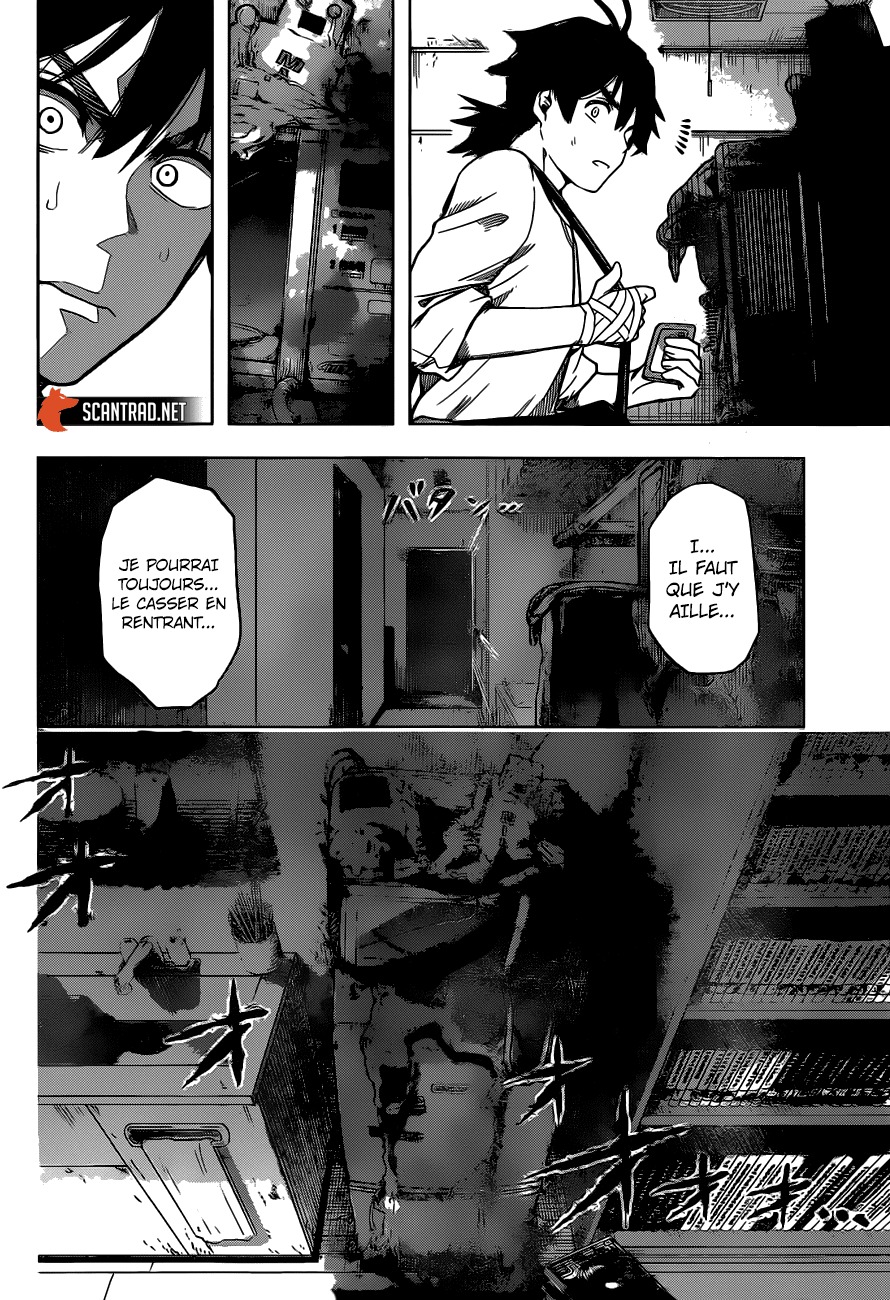 M
SCANTRAD.NET
バタン…
I...
IL FAUT
QUE J'Y
AILLE...
JE POURRAI
TOUJOURS...
LE CASSER EN
RENTRANT...
オオオオオオオ…